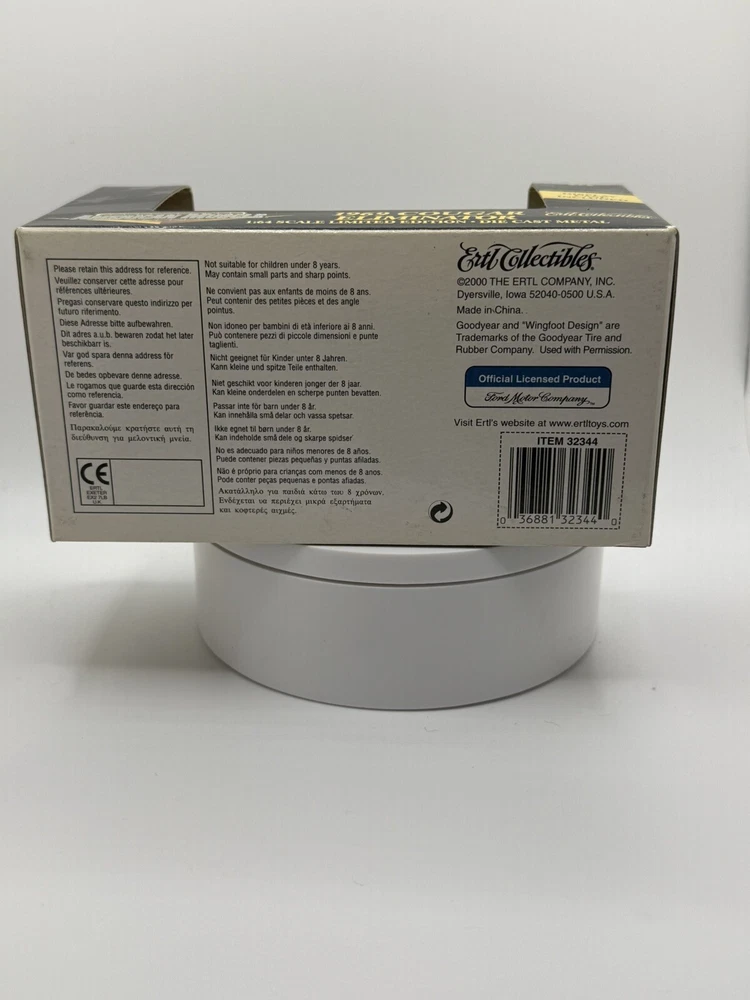 1:64 SCALE LIMITED EDITION · DIE CAST METAL
Ertl Collectibles
Please retain this address for reference.
Veuillez conserver cette adresse pour
références ultérieures.
Pregasi conservare questo indirizzo per
futuro riferimento.
Diese Adresse bitte aufbewahren.
Dit adres a.u.b. bewaren zodat het later
beschikbarr is.
Var god spara denna address för
referens.
De bedes opbevare denne adresse.
Le rogamos que guarde esta dirección
como referencia.
Favor guardar este endereço para
referência.
Παρακαλούμε κρατήστε αυτή τη
διεύθυνση για μελοντική μνεία.
CE
ERTL
EXETER
EX2 7LB
U.K.
Not suitable for children under 8 years.
May contain small parts and sharp points.
Ne convient pas aux enfants de moins de 8 ans.
Peut contenir des petites pièces et des angle
pointus.
Non idoneo per bambini di età inferiore ai 8 anni.
Può contenere pezzi di piccole dimensioni e punte
taglienti.
Nicht geeignet für Kinder unter 8 Jahren.
Kann kleine und spitze Teile enthalten.
Niet geschikt voor kinderen jonger der 8 jaar.
Kan kleine onderdelen en scherpe punten bevatten.
Passar inte för barn under 8 år.
Kan innehålla små delar och vassa spetsar.
Ikke egnet til børn under 8 år.
Kan indeholde små dele og skarpe spidser
No es adecuado para niños menores de 8 anos.
Puede contener piezas pequeñas y puntas afiladas.
Não è próprio para crianças com menos de 8 anos.
Pode conter peças pequenas e pontas afiadas.
Ακατάλληλο για παιδιά κάτω των 8 χρόνων.
Ενδέχεται να περιέχει μικρά εξαρτήματα
και κοφτερές αιχμές.
Ertl Collectibles.
©2000 THE ERTL COMPANY, INC.
Dyersville, Iowa 52040-0500 U.S.A.
Made in China.
Goodyear and "Wingfoot Design" are
Trademarks of the Goodyear Tire and
Rubber Company. Used with Permission.
Official Licensed Product
Ford Motor Company
Visit Ertl's website at www.ertltoys.com
ITEM 32344
0 36881 32344 0